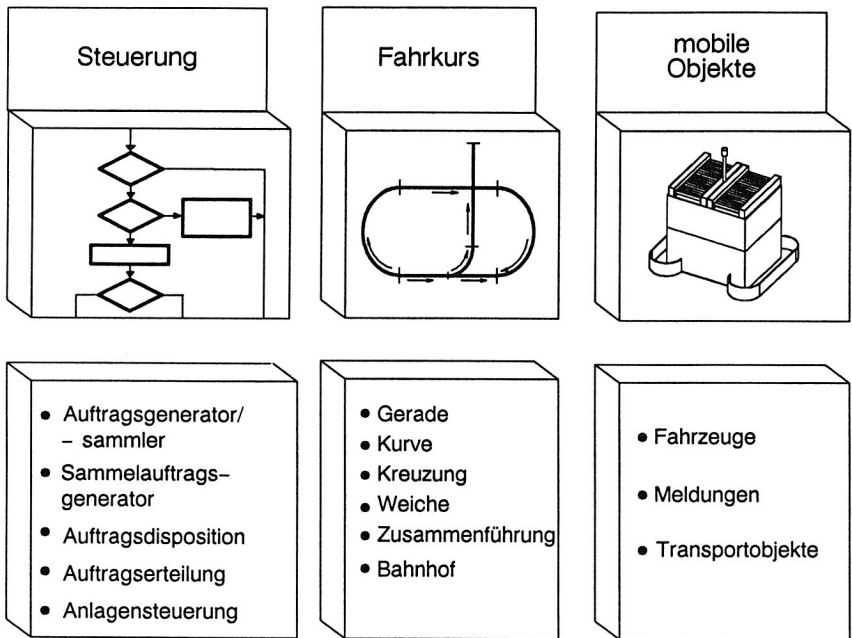 Steuerung
Fahrkurs
mobile
Objekte
• Auftragsgenerator/
– sammler
• Sammelauftrags–
generator
• Auftragsdisposition
• Auftragserteilung
• Anlagensteuerung
• Gerade
• Kurve
• Kreuzung
• Weiche
• Zusammenführung
• Bahnhof
• Fahrzeuge
• Meldungen
• Transportobjekte